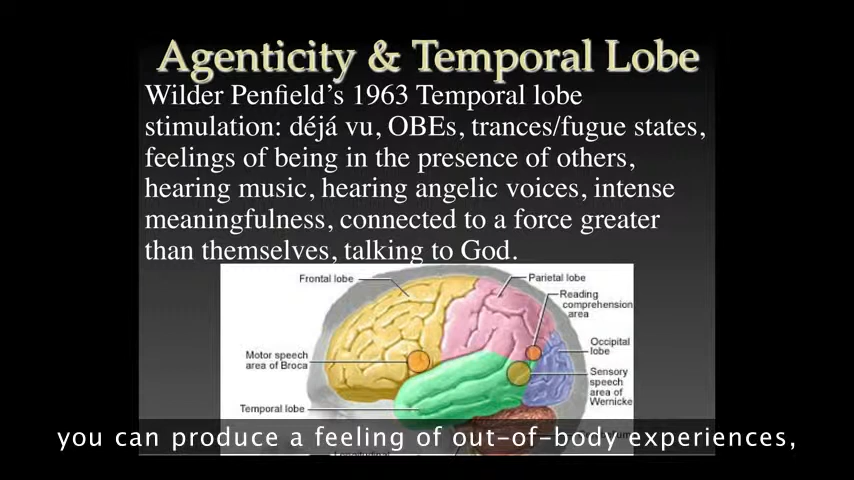 Agenticity & Temporal Lobe
Wilder Penfield's 1963 Temporal lobe
stimulation: déjá vu, OBEs, trances/fugue states,
feelings of being in the presence of others,
hearing music, hearing angelic voices, intense
meaningfulness, connected to a force greater
than themselves, talking to God.
Frontal lobe
Parietal lobe
Reading
comprehension
area
Occipital
lobe
Motor speech
area of Broca
Sensory
speech
area of
Wernicke
Temporal lobe
you can produce a feeling of out-of-body experiences,